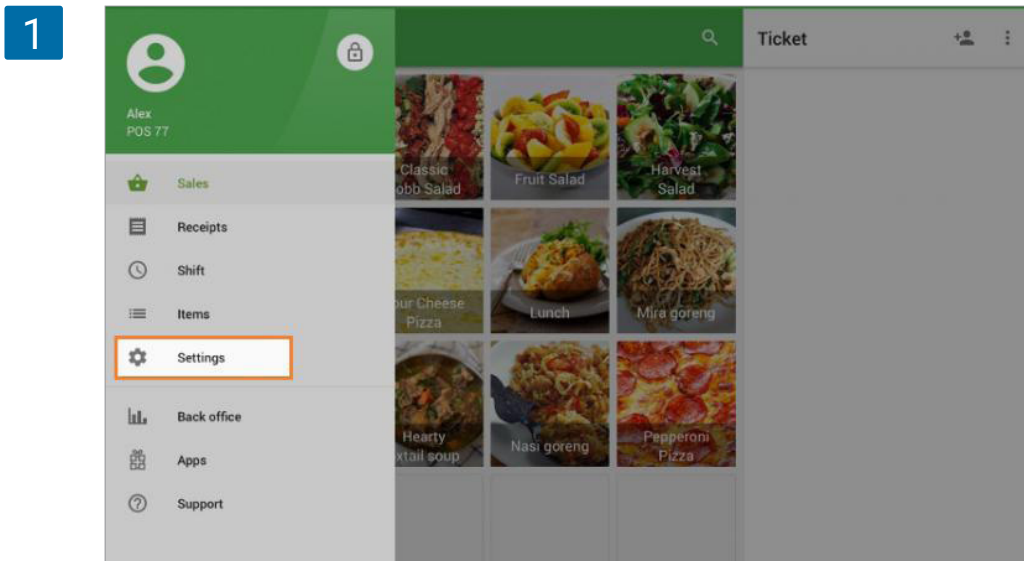 1
Alex
POS 77
Sales
Receipts
Shift
Items
Settings
Back office
Apps
Support
Ticket
Classic
obb Salad
Fruit Salad
Harvest
Salad
our Cheese
Pizza
Lunch
Mira goreng
Hearty
xtail soup
Nasi goreng
Pepperoni
Pizza